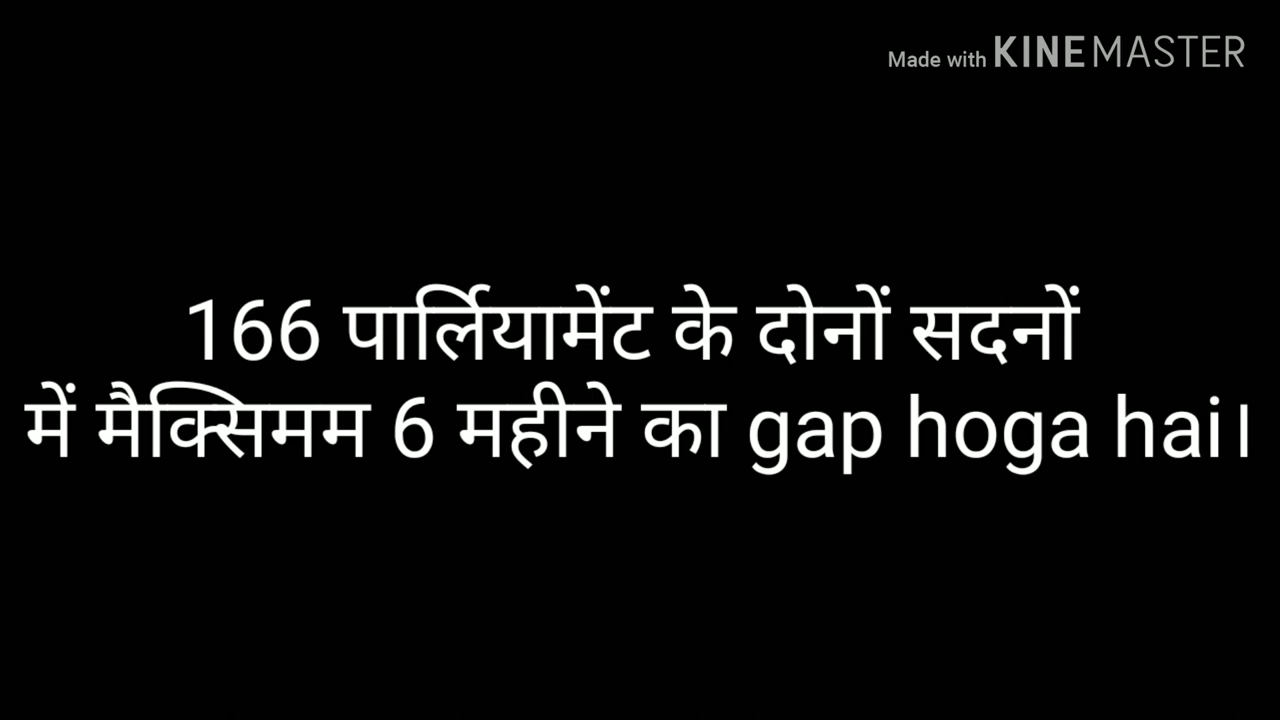 Made with KINEMASTER
166 पार्लियामेंट के दोनों सदनों
में मैक्सिमम 6 महीने का gap hoga hai।